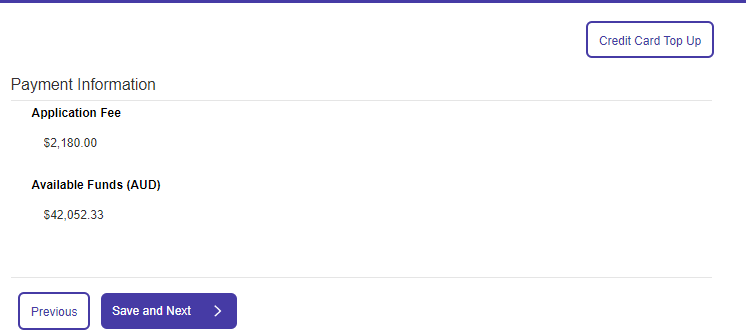 Credit Card Top Up
Payment Information
Application Fee
$2,180.00
Available Funds (AUD)
$42,052.33
Previous
Save and Next